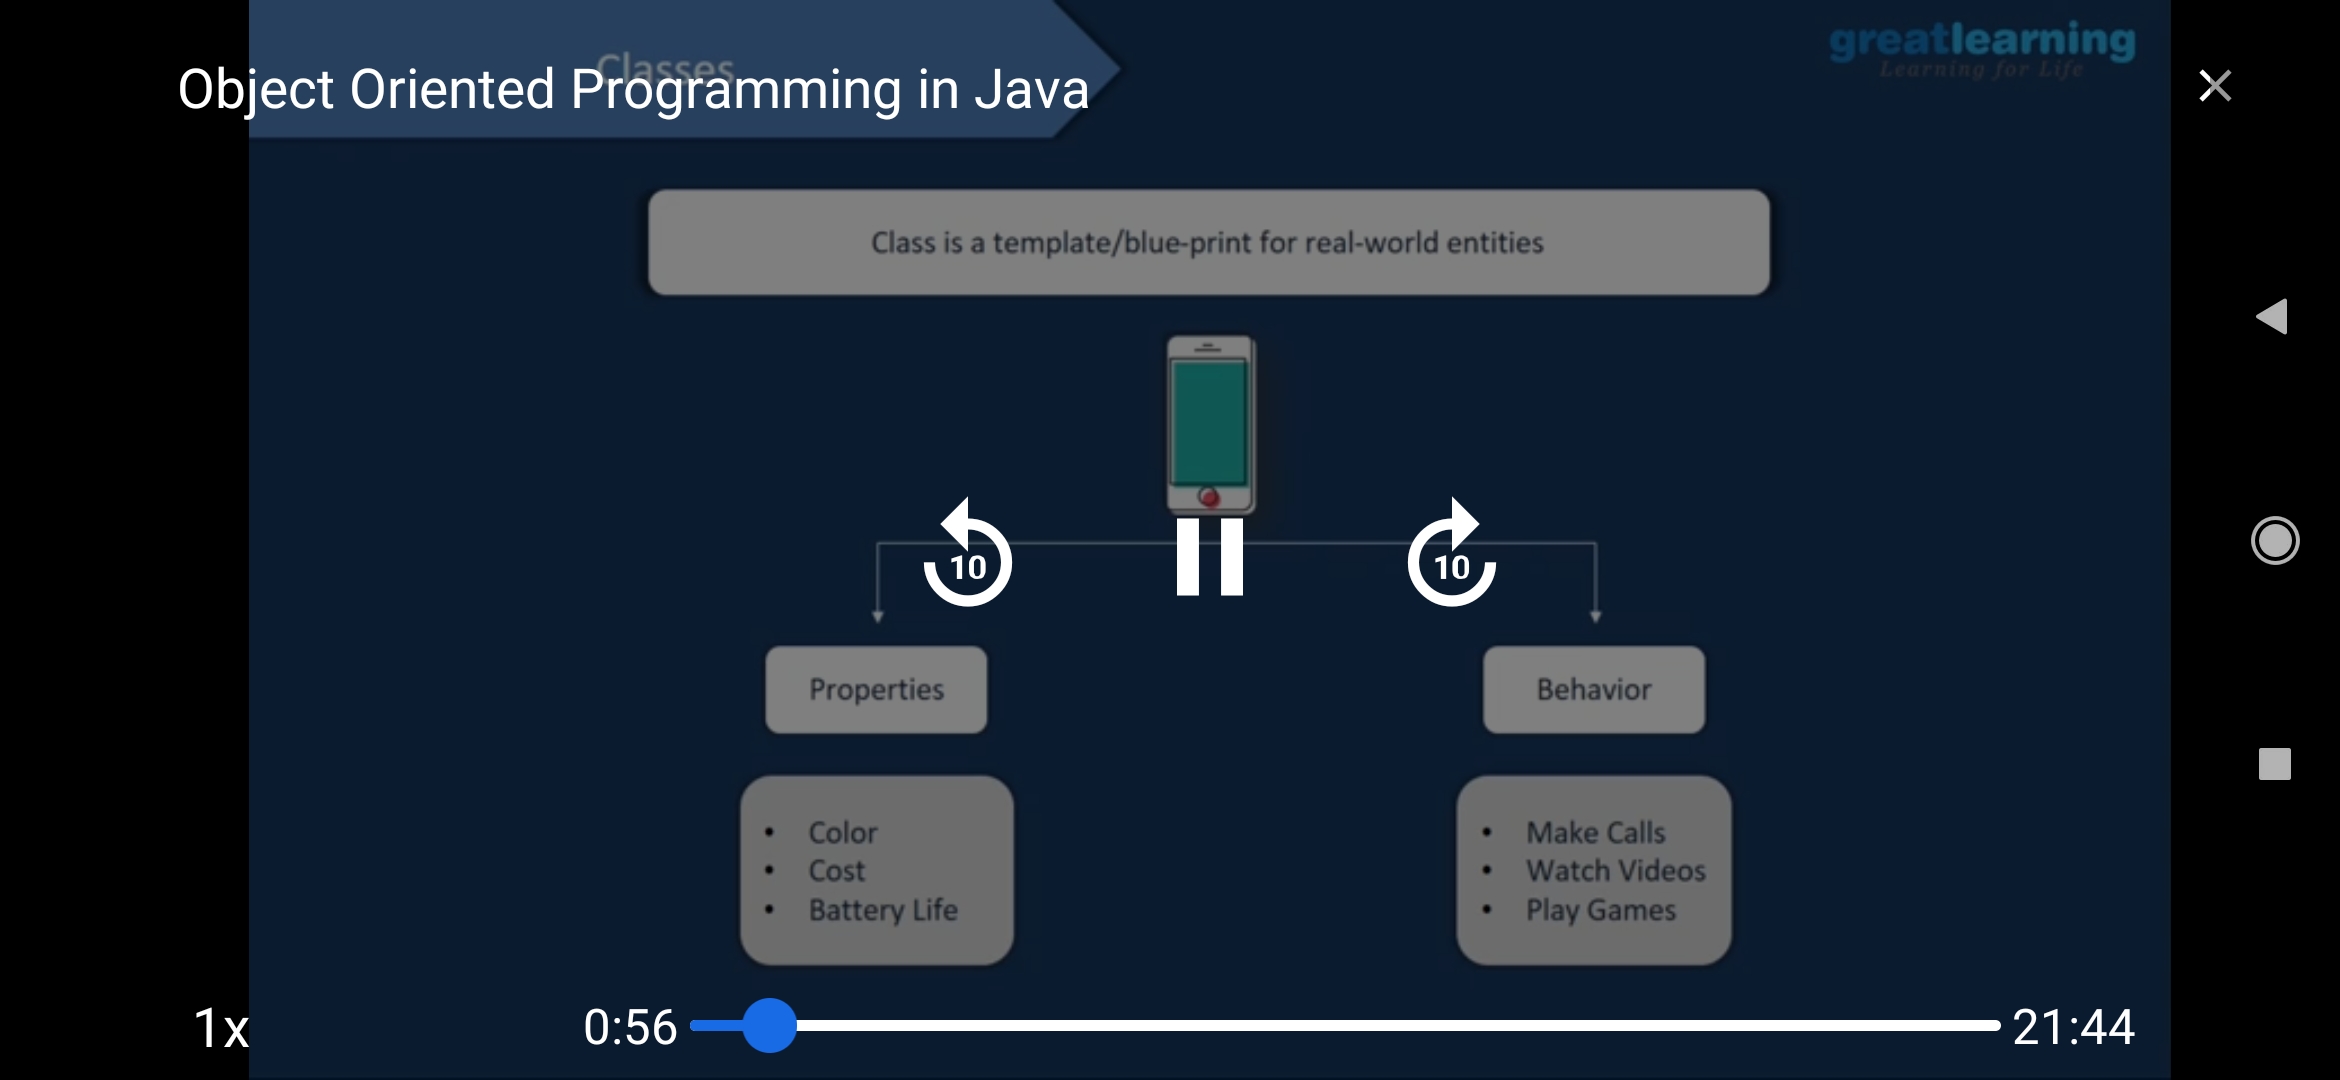 Classes
greatlearning
Learning for Life
Object Oriented Programming in Java
Class is a template/blue-print for real-world entities
10
10
Properties
Behavior
• Color
• Cost
• Battery Life
• Make Calls
• Watch Videos
• Play Games
1x
0:56
21:44